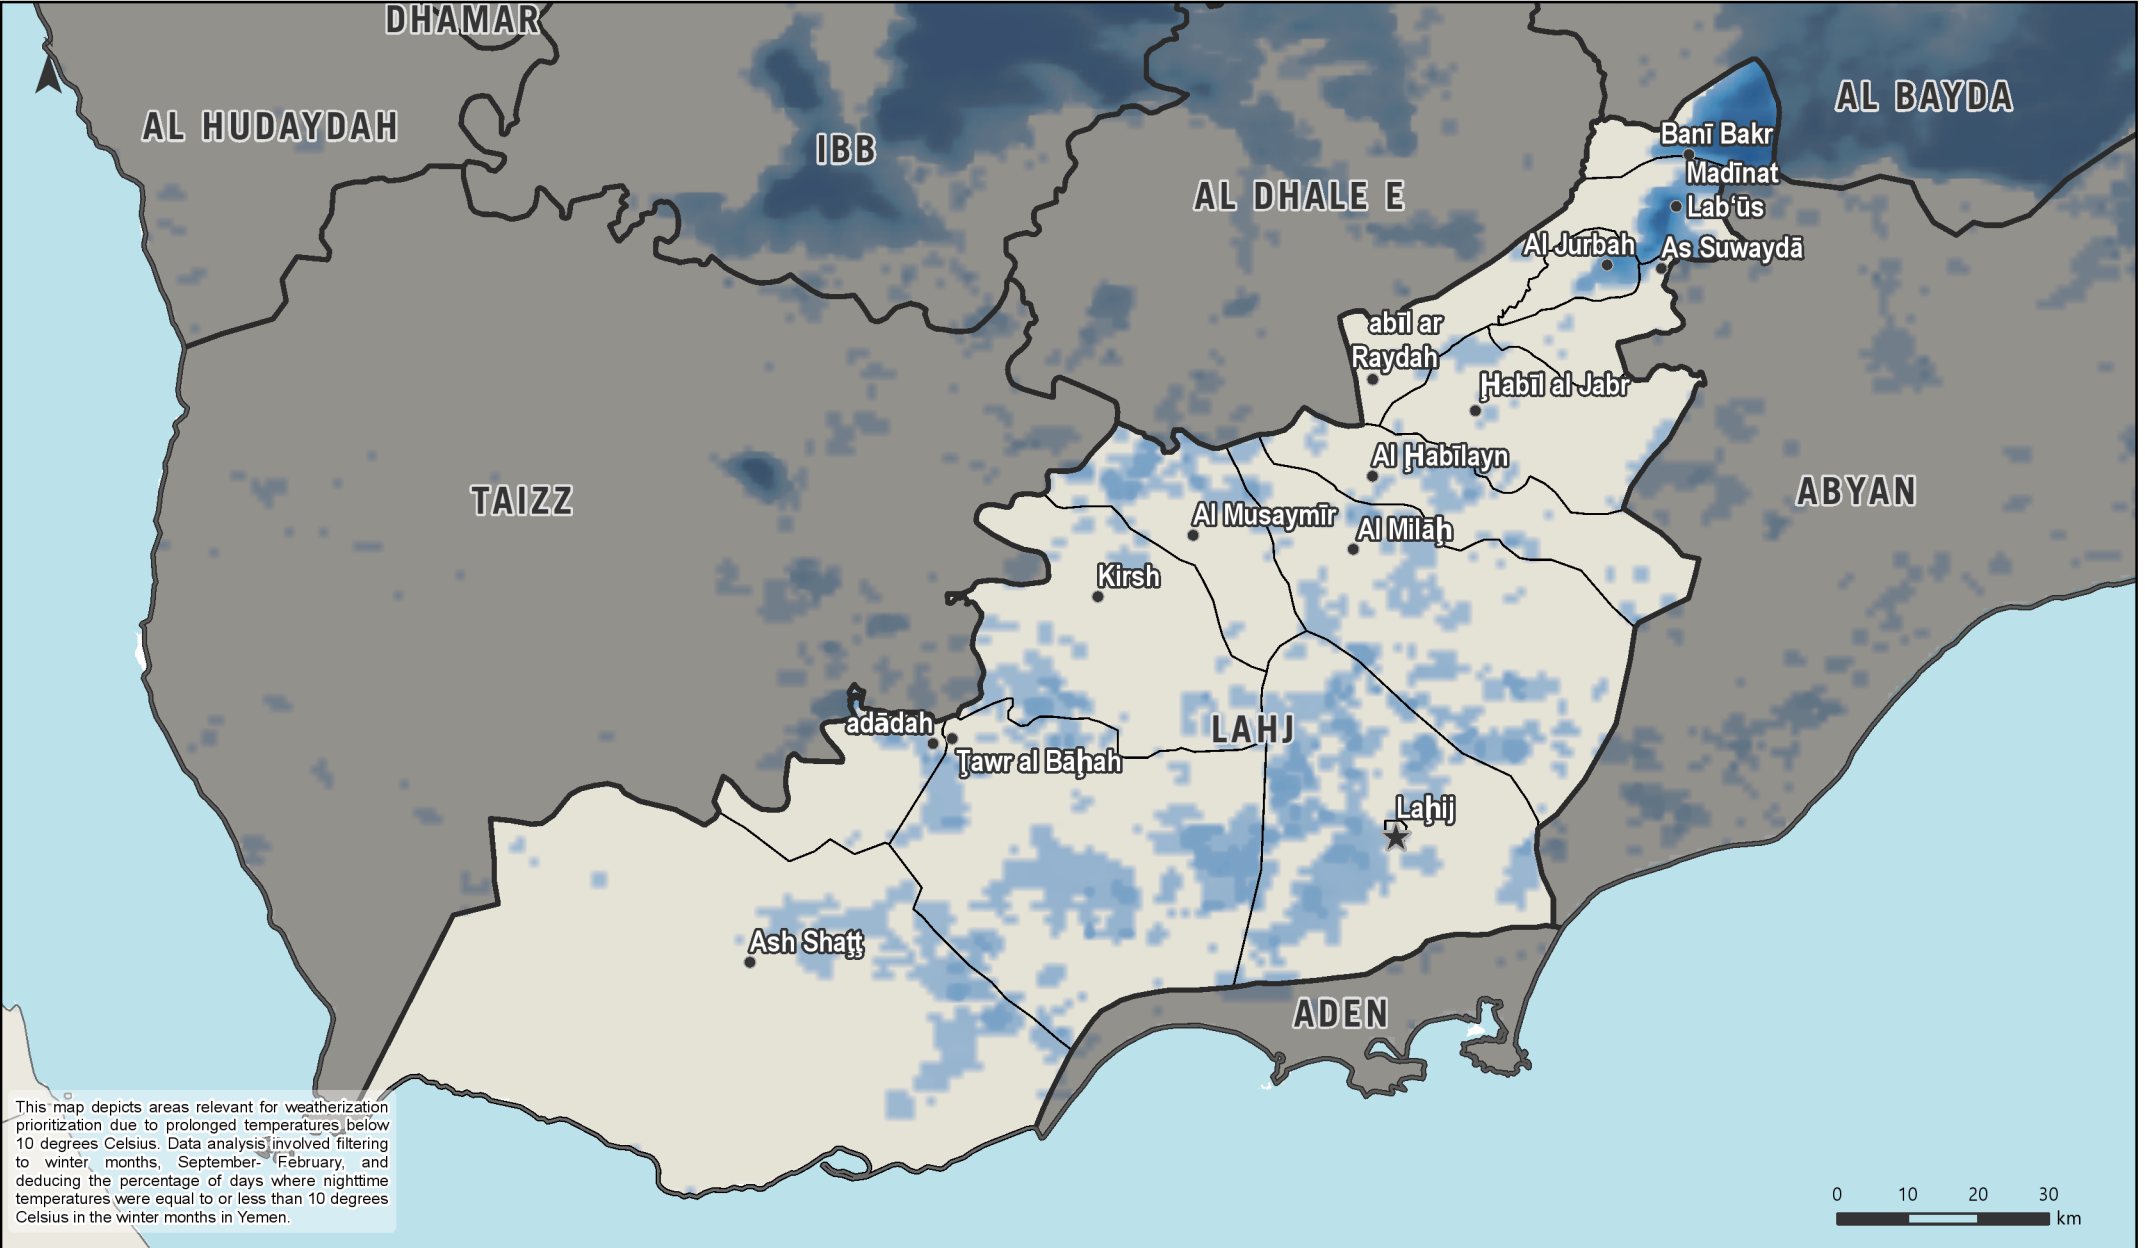 DHAMAR
AL HUDAYDAH
IBB
AL BAYDA
AL DHALE E
Banī Bakr
Madīnat
Lab‘ūs
Al Jurbah
As Suwaydā
abīl ar
Raydah
Ḩabīl al Jabr
TAIZZ
Al Ḩabīlayn
ABYAN
Al Musaymīr
Al Milāḩ
Kirsh
adādah
LAHJ
Ţawr al Bāḩah
Laḩij
Ash Shaţţ
ADEN
This map depicts areas relevant for weatherization
prioritization due to prolonged temperatures below
10 degrees Celsius. Data analysis involved filtering
to winter months, September- February, and
deducing the percentage of days where nighttime
temperatures were equal to or less than 10 degrees
Celsius in the winter months in Yemen.
0 10 20 30
km